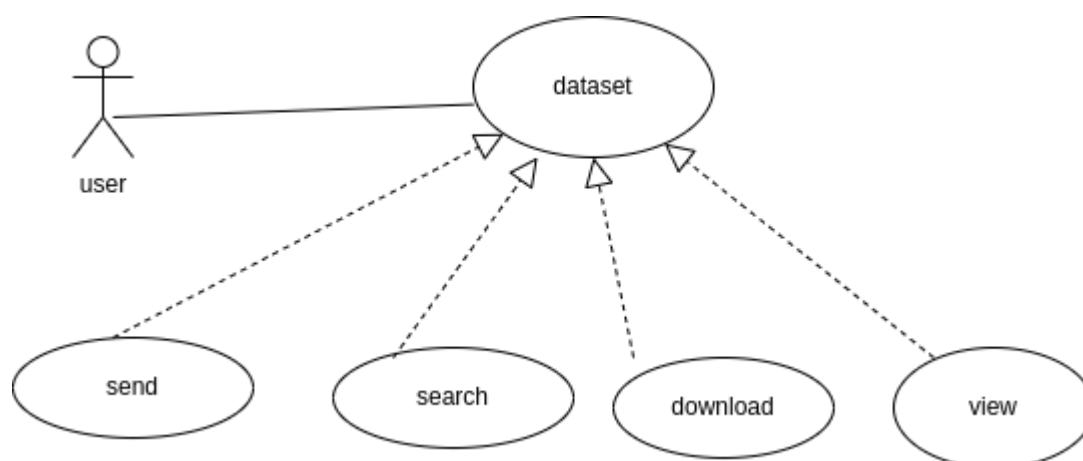 dataset
user
send
search
download
view